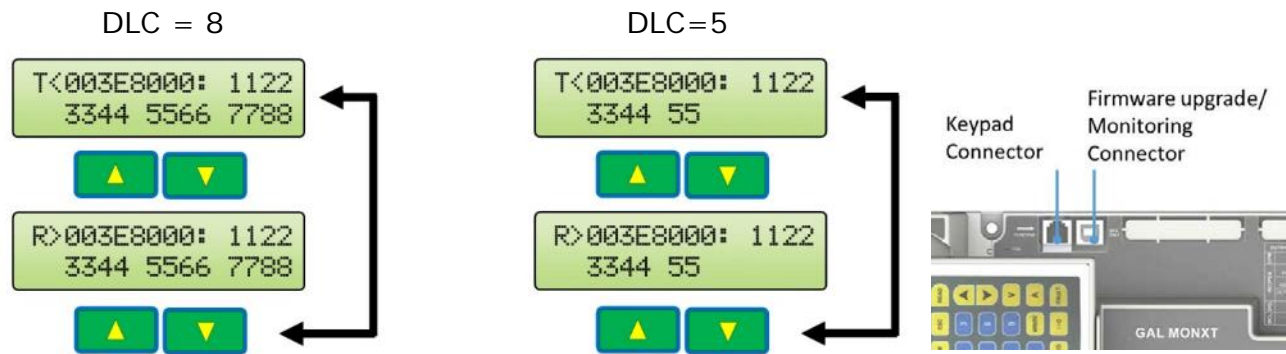 DLC = 8
T<003E8000: 1122
3344 5566 7788
R>003E8000: 1122
3344 5566 7788
DLC=5
T<003E8000: 1122
3344 55
R>003E8000: 1122
3344 55
Keypad
Connector
Firmware upgrade/
Monitoring
Connector
GAL MONXT